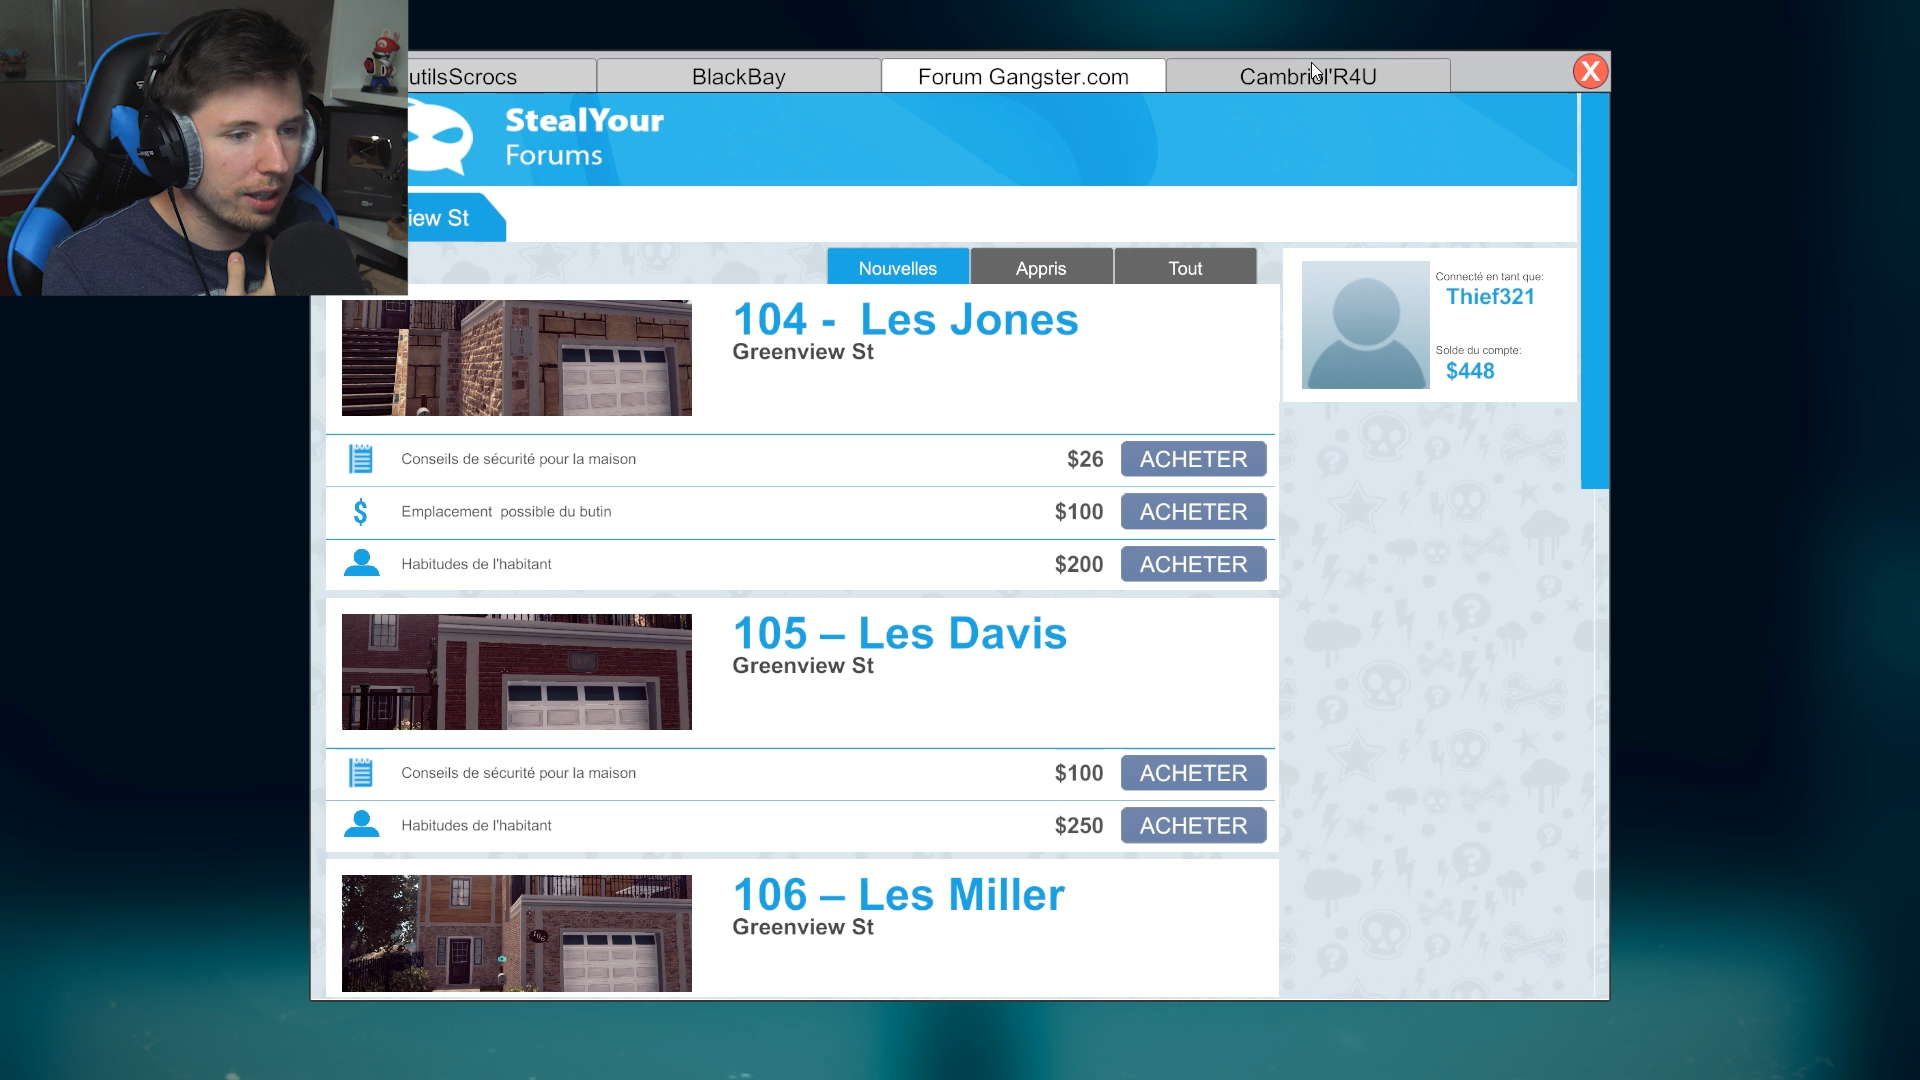 utilsScrocs
BlackBay
Forum Gangster.com
X
StealYour
Forums
iew St
Nouvelles
Appris
Tout
Connecté en tant que:
Thief321
Solde du compte:
$448
104 - Les Jones
Greenview St
Conseils de sécurité pour la maison
$26
ACHETER
Emplacement possible du butin
$100
ACHETER
Habitudes de l'habitant
$200
ACHETER
105 – Les Davis
Greenview St
Conseils de sécurité pour la maison
$100
ACHETER
Habitudes de l'habitant
$250
ACHETER
106 – Les Miller
Greenview St
106